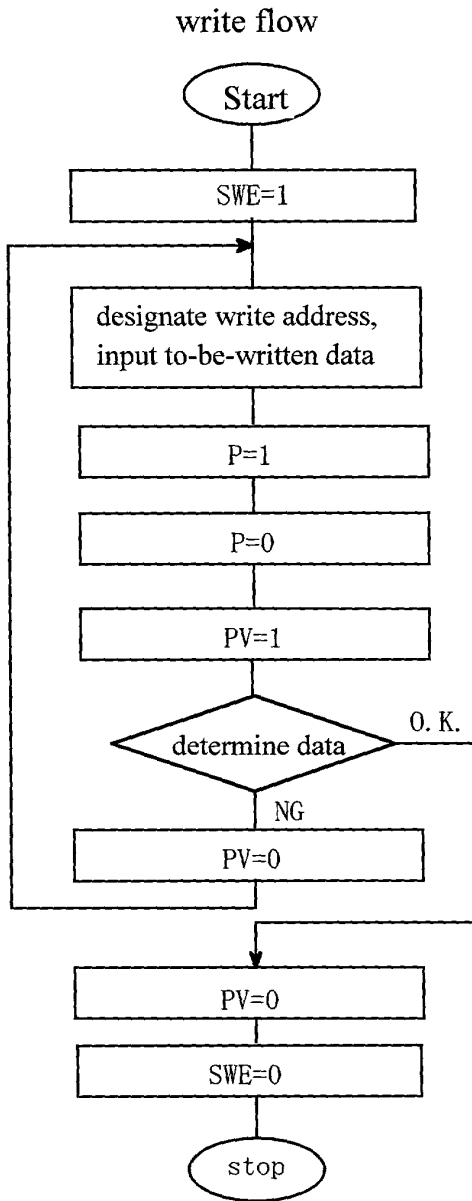 write flow
Start
SWE=1
designate write address,
input to-be-written data
P=1
P=0
PV=1
determine data
O. K.
NG
PV=0
PV=0
SWE=0
stop